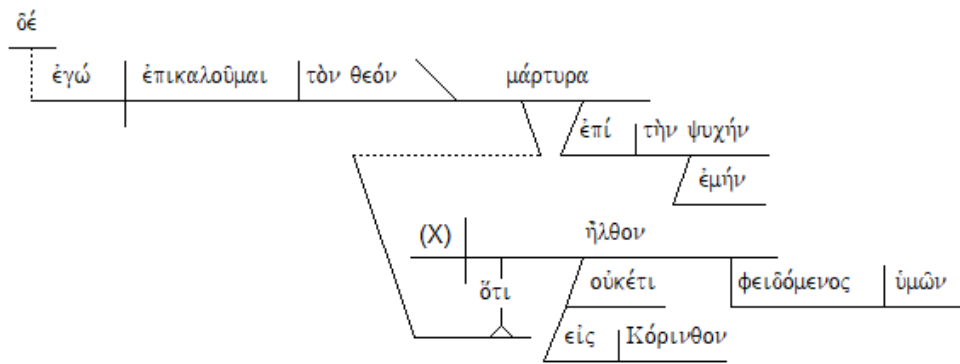 δέ
ἐγώ ἐπικαλοῦμαι τὸν θεόν μάρτυρα
ἐπί τὴν ψυχήν
ἐμήν
(X) ἦλθον
ὅτι οὐκέτι φειδόμενος ὑμῶν
εἰς Κόρινθον